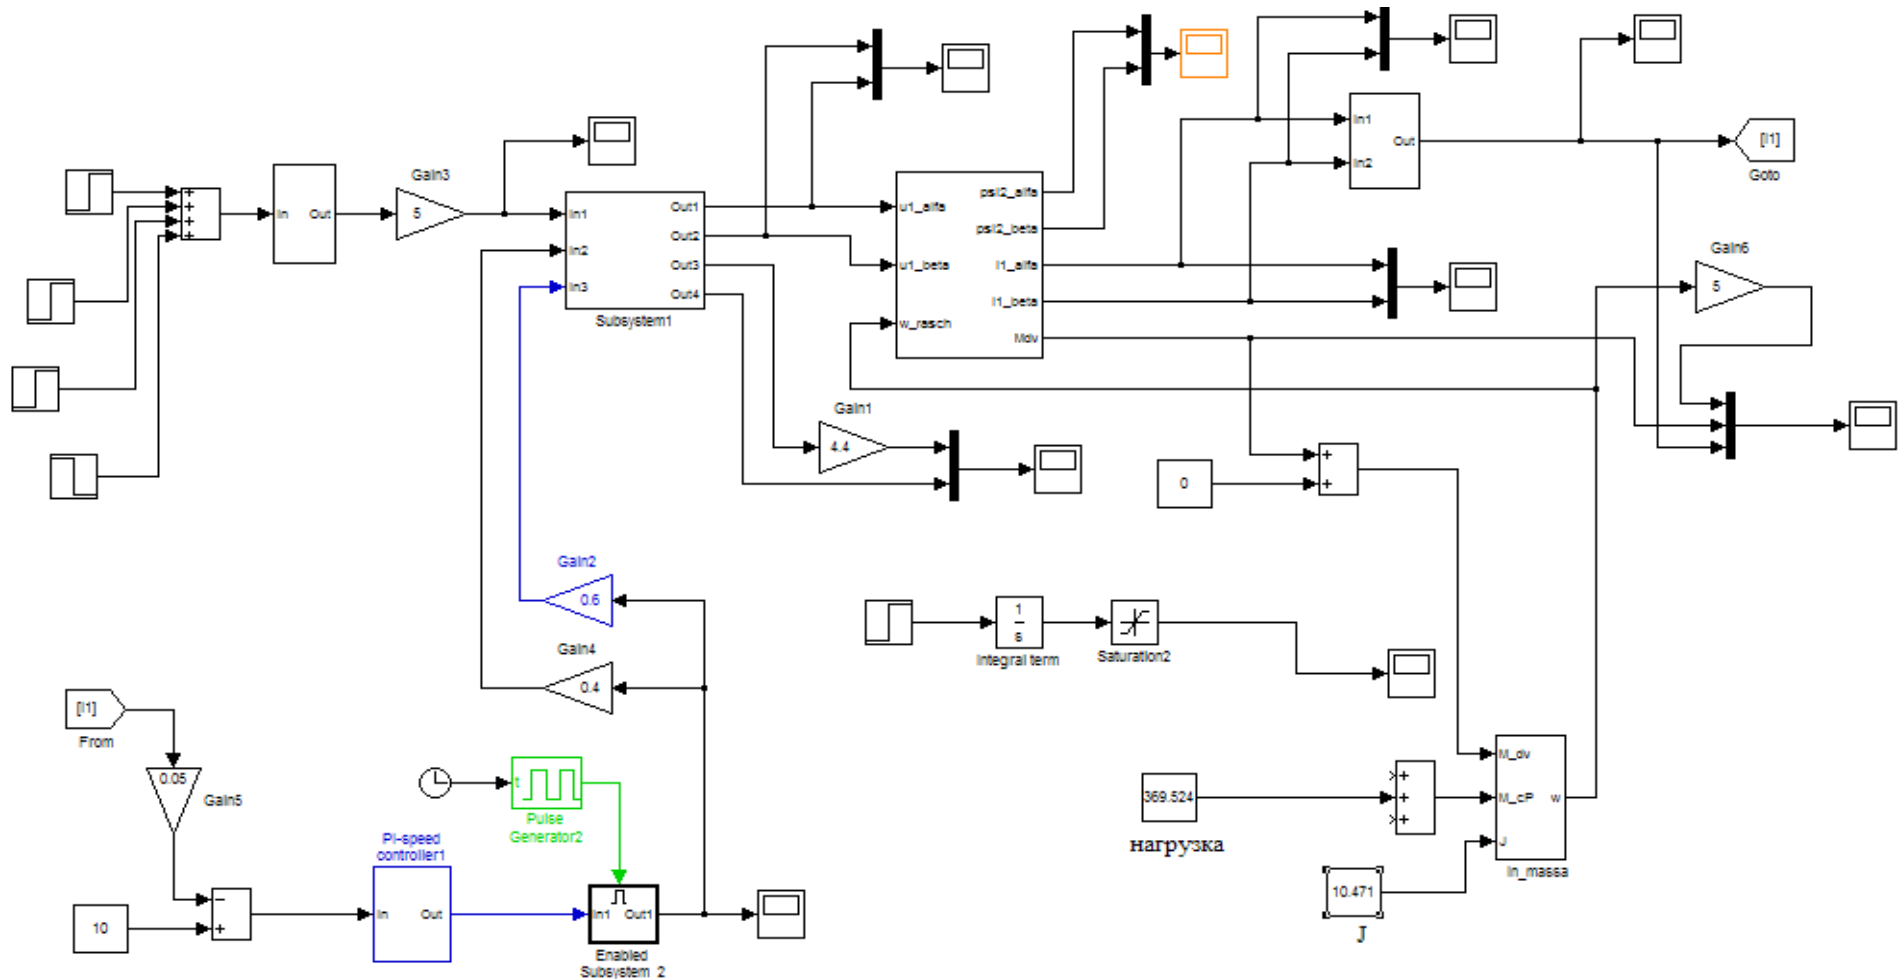 Gain3
5
In
Out
+
+
+
+
In1
In2
In3
Out1
Out2
Out3
Out4
Subsystem1
u1_alfa
u1_beta
w_rasch
psi2_alfa
psi2_beta
I1_alfa
I1_beta
Mdv
In1
In2
Out
[I1]
Goto
Gain6
5
Gain1
4.4
0
+
+
Gain2
0.6
Gain4
0.4
1
s
Integral term
Saturation2
[I1]
From
0.05
Gain5
t
Pulse
Generator2
PI-speed
controller1
In
Out
10
−
+
In1
Out1
Enabled
Subsystem 2
369.524
нагрузка
+
+
+
M_dv
M_cP
J
w
in_massa
10.471
J